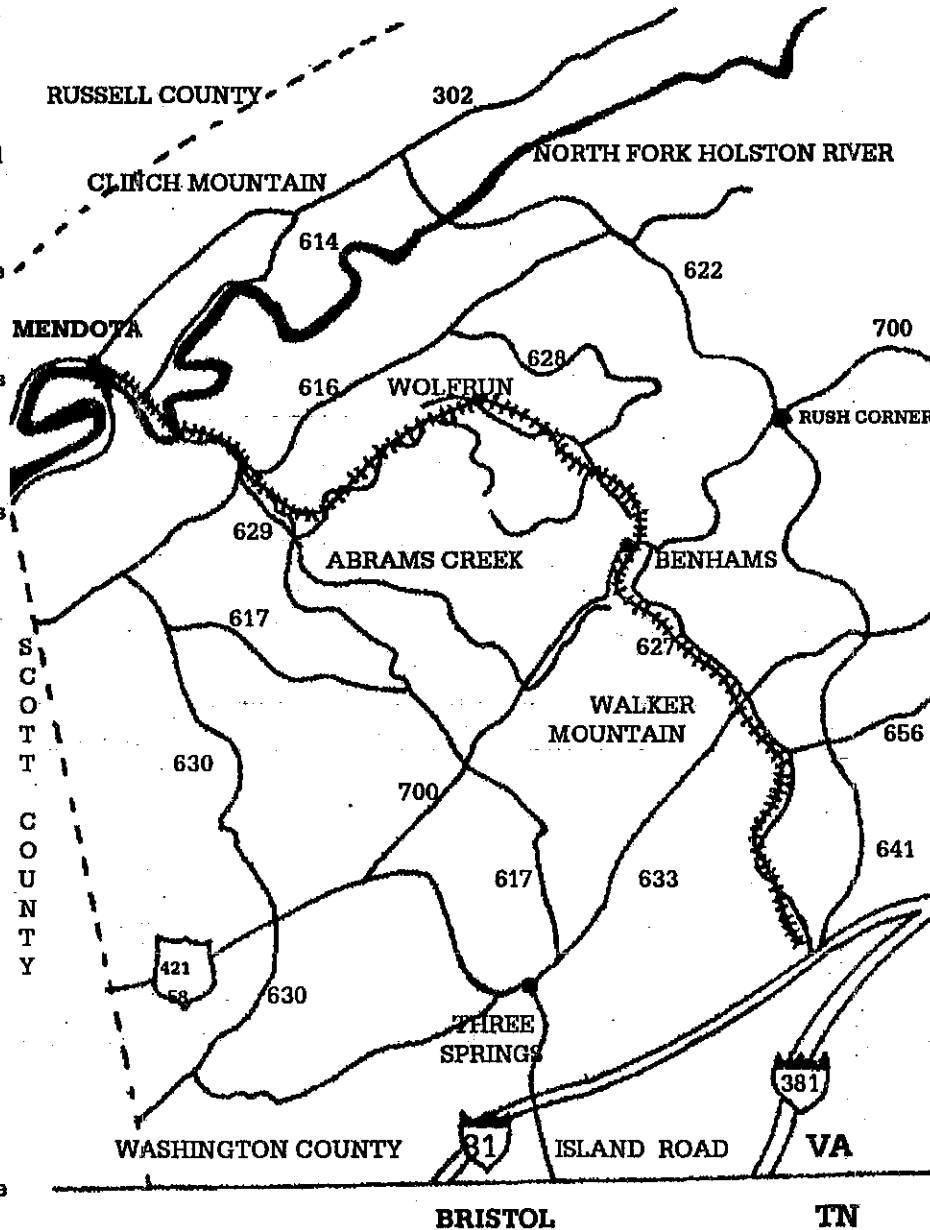 RUSSELL COUNTY
302
NORTH FORK HOLSTON RIVER
CLINCH MOUNTAIN
614
622
MENDOTA
700
628
616
WOLFRUN
RUSH CORNER
629
ABRAMS CREEK
BENHAMS
617
627
SCOTT COUNTY
WALKER
MOUNTAIN
656
630
700
617
633
641
421
58
630
THREE
SPRINGS
381
WASHINGTON COUNTY
81
ISLAND ROAD
VA
BRISTOL
TN